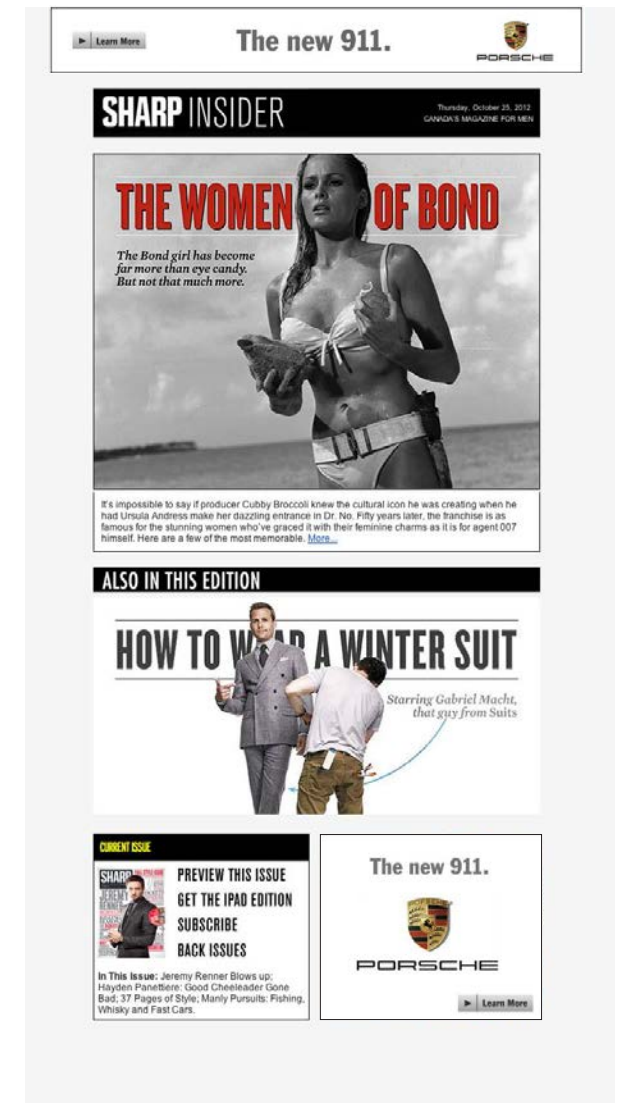 Learn More
The new 911.
PORSCHE
SHARP INSIDER
Thursday, October 25, 2012
CANADA'S MAGAZINE FOR MEN
THE WOMEN OF BOND
The Bond girl has become
far more than eye candy.
But not that much more.
It's impossible to say if producer Cubby Broccoli knew the cultural icon he was creating when he
had Ursula Andress make her dazzling entrance in Dr. No. Fifty years later, the franchise is as
famous for the stunning women who've graced it with their feminine charms as it is for agent 007
himself. Here are a few of the most memorable. More...
ALSO IN THIS EDITION
HOW TO WEAR A WINTER SUIT
Starring Gabriel Macht,
that guy from Suits
CURRENT ISSUE
SHARP
JEREMY
RENNER
PREVIEW THIS ISSUE
GET THE IPAD EDITION
SUBSCRIBE
BACK ISSUES
In This Issue: Jeremy Renner Blows up;
Hayden Panettiere: Good Cheeleader Gone
Bad; 37 Pages of Style; Manly Pursuits: Fishing,
Whisky and Fast Cars.
The new 911.
PORSCHE
Learn More